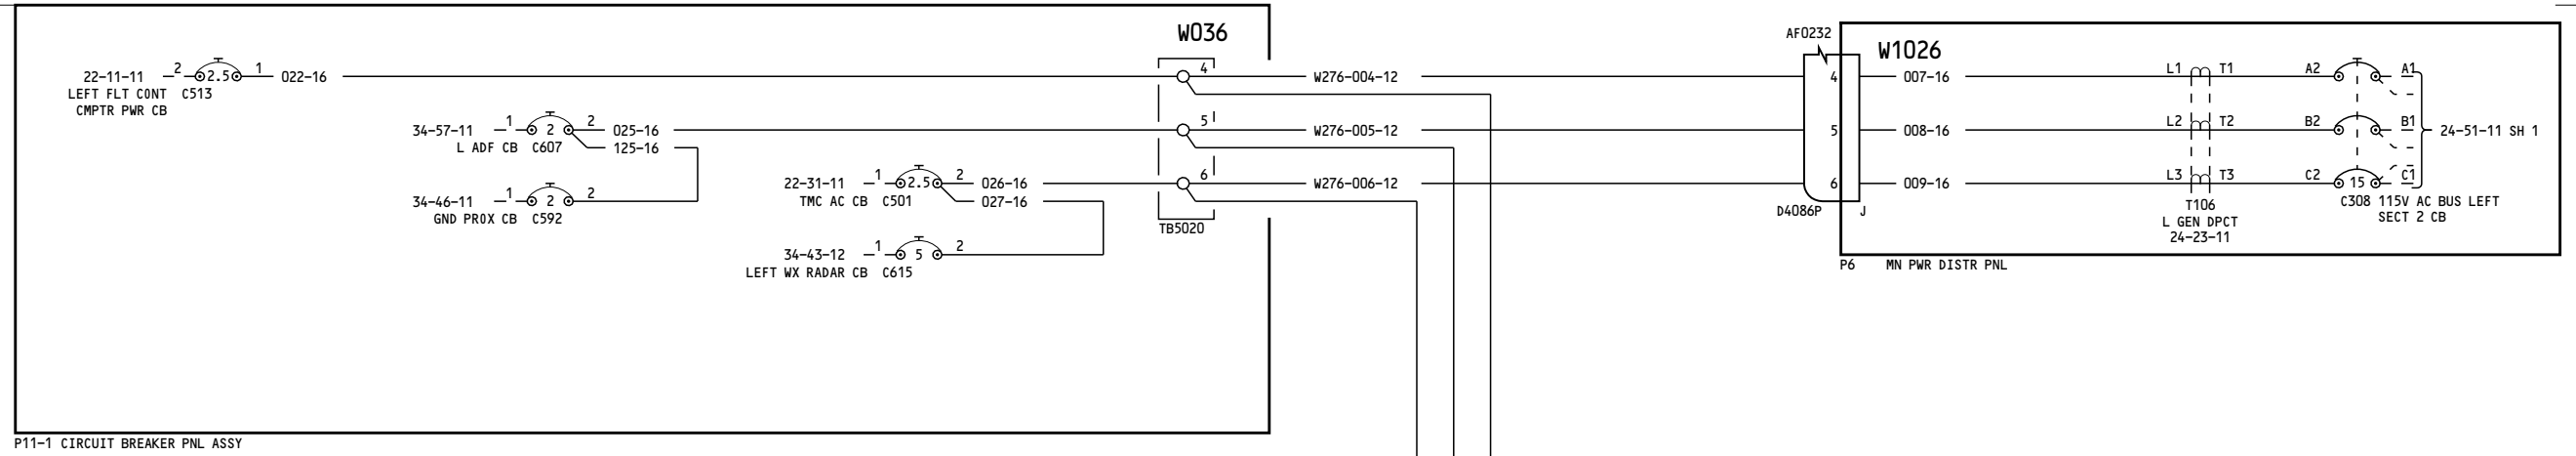 W036
AF0232
W1026
22-11-11 2 2.5 1 022-16
LEFT FLT CONT C513
CMPTR PWR CB
4 W276-004-12 4 007-16 L1 T1 A2 A1
34-57-11 1 2 2 025-16
L ADF CB C607 125-16
5 W276-005-12 5 008-16 L2 T2 B2 B1 24-51-11 SH 1
22-31-11 1 2.5 2 026-16
TMC AC CB C501 027-16
6 W276-006-12 6 009-16 L3 T3 C2 15 C1
34-46-11 1 2 2
GND PROX CB C592
TB5020
D4086P J
T106
L GEN DPCT
24-23-11
C308 115V AC BUS LEFT
SECT 2 CB
34-43-12 1 5 2
LEFT WX RADAR CB C615
P6 MN PWR DISTR PNL
P11-1 CIRCUIT BREAKER PNL ASSY